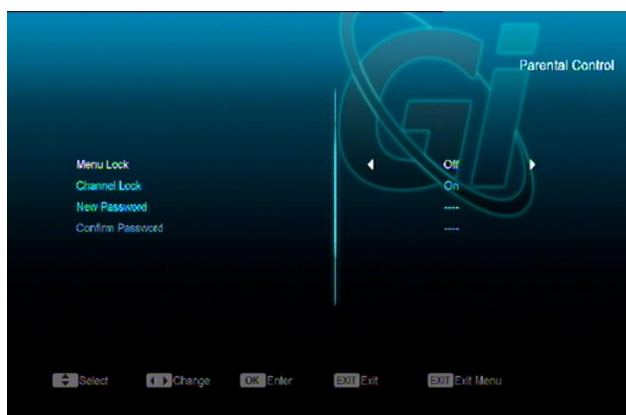 Gi
Parental Control
Menu Lock Off
Channel Lock On
New Password ----
Confirm Password ----
Select Change OK Enter EXIT Exit EXIT Exit Menu